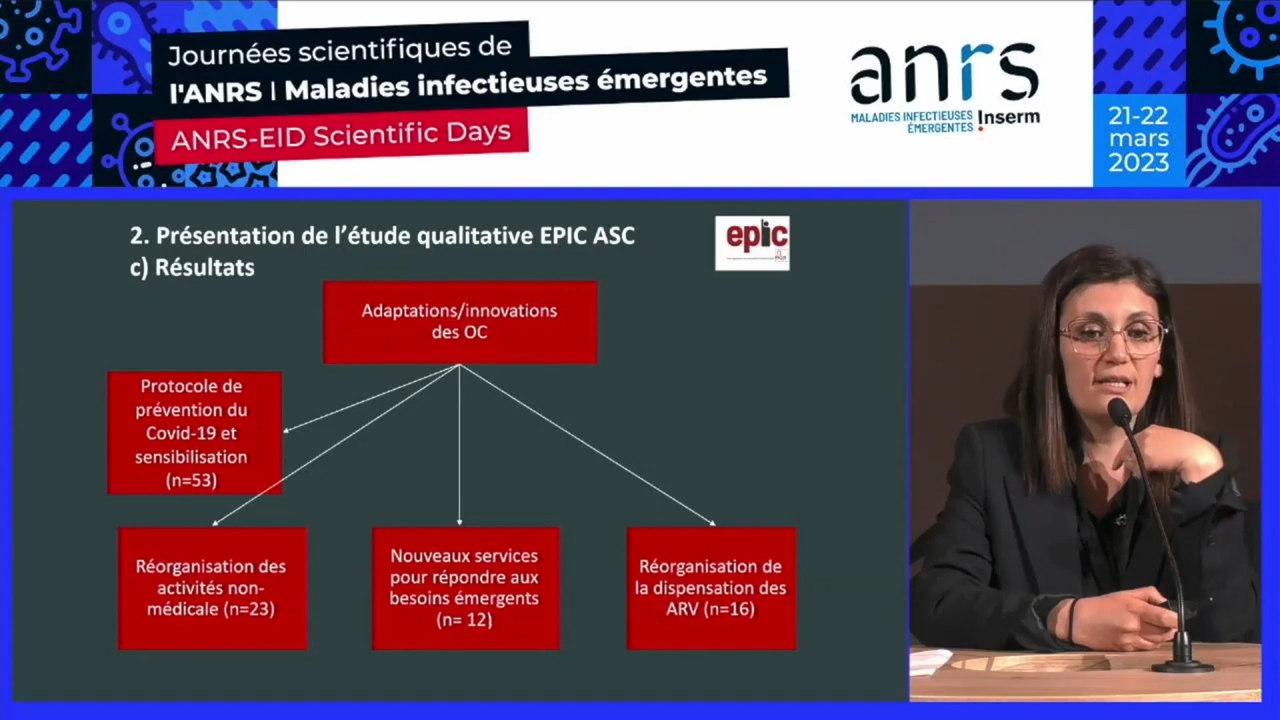 Journées scientifiques de
l'ANRS | Maladies infectieuses émergentes
ANRS-EID Scientific Days
anrs
MALADIES INFECTIEUSES
ÉMERGENTES
Inserm
21-22
mars
2023
2. Présentation de l'étude qualitative EPIC ASC
c) Résultats
epic
Adaptations/innovations
des OC
Protocole de
prévention du
Covid-19 et
sensibilisation
(n=53)
Réorganisation des
activités non-
médicale (n=23)
Nouveaux services
pour répondre aux
besoins émergents
(n= 12)
Réorganisation de
la dispensation des
ARV (n=16)